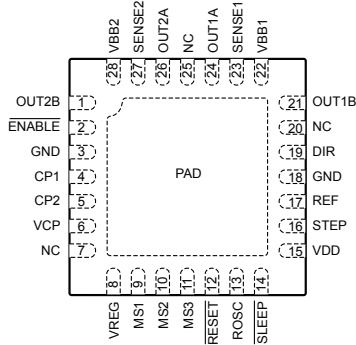 VBB2
SENSE2
OUT2A
NC
OUT1A
SENSE1
VBB1
28
27
26
25
24
23
22
OUT2B 1
ENABLE 2
GND 3
CP1 4
CP2 5
VCP 6
NC 7
PAD
21 OUT1B
20 NC
19 DIR
18 GND
17 REF
16 STEP
15 VDD
8
9
10
11
12
13
14
VREG
MS1
MS2
MS3
RESET
ROSC
SLEEP